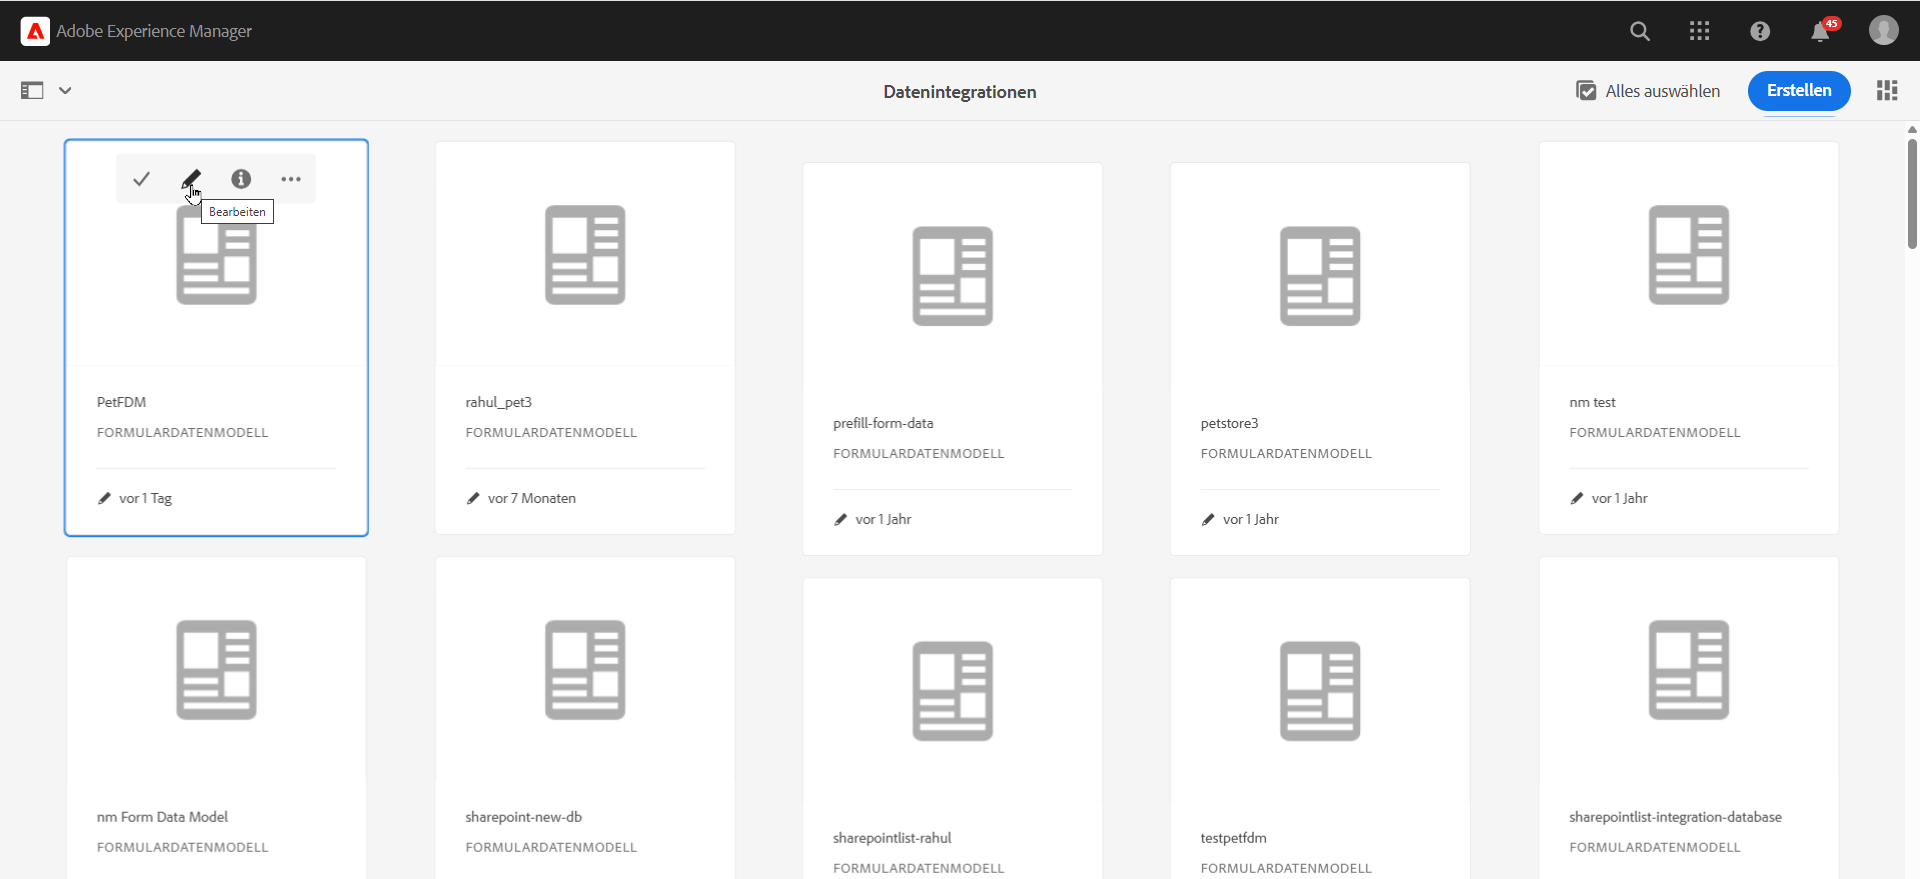 Adobe Experience Manager
45
Datenintegrationen
Alles auswählen
Erstellen
Bearbeiten
PetFDM
FORMULARDATENMODELL
vor 1 Tag
rahul_pet3
FORMULARDATENMODELL
vor 7 Monaten
prefill-form-data
FORMULARDATENMODELL
vor 1 Jahr
petstore3
FORMULARDATENMODELL
vor 1 Jahr
nm test
FORMULARDATENMODELL
vor 1 Jahr
nm Form Data Model
FORMULARDATENMODELL
sharepoint-new-db
FORMULARDATENMODELL
sharepointlist-rahul
FORMULARDATENMODELL
testpetfdm
FORMULARDATENMODELL
sharepointlist-integration-database
FORMULARDATENMODELL